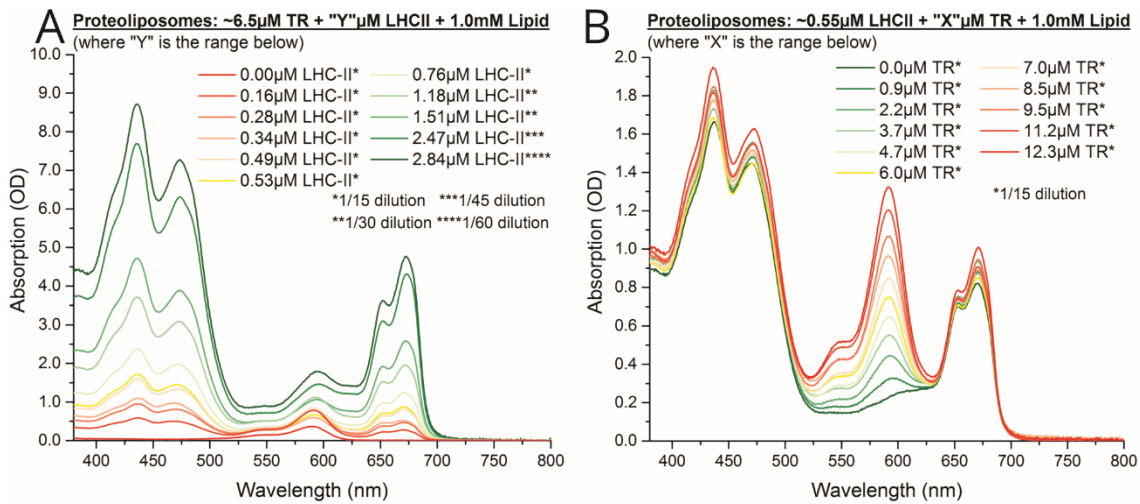 A
Proteoliposomes: ~6.5µM TR + "Y"µM LHCII + 1.0mM Lipid
(where "Y" is the range below)
0.00µM LHC-II*
0.16µM LHC-II*
0.28µM LHC-II*
0.34µM LHC-II*
0.49µM LHC-II*
0.53µM LHC-II*
0.76µM LHC-II*
1.18µM LHC-II**
1.51µM LHC-II**
2.47µM LHC-II***
2.84µM LHC-II****
*1/15 dilution ***1/45 dilution
**1/30 dilution ****1/60 dilution
Absorption (OD)
10.0
9.0
8.0
7.0
6.0
5.0
4.0
3.0
2.0
1.0
0.0
400 450 500 550 600 650 700 750 800
Wavelength (nm)
B
Proteoliposomes: ~0.55µM LHCII + "X"µM TR + 1.0mM Lipid
(where "X" is the range below)
0.0µM TR*
0.9µM TR*
2.2µM TR*
3.7µM TR*
4.7µM TR*
6.0µM TR*
7.0µM TR*
8.5µM TR*
9.5µM TR*
11.2µM TR*
12.3µM TR*
*1/15 dilution
Absorption (OD)
2.0
1.8
1.6
1.4
1.2
1.0
0.8
0.6
0.4
0.2
0.0
400 450 500 550 600 650 700 750 800
Wavelength (nm)